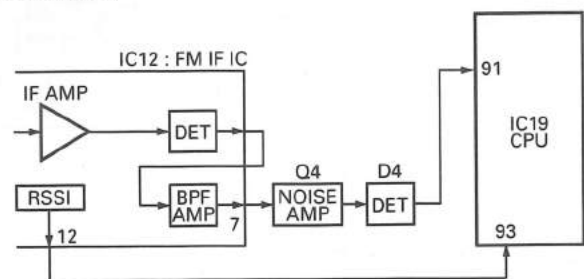 IC12 : FM IF IC
IF AMP
DET
RSSI
12
BPF
AMP
7
Q4
NOISE
AMP
D4
DET
91
IC19
CPU
93